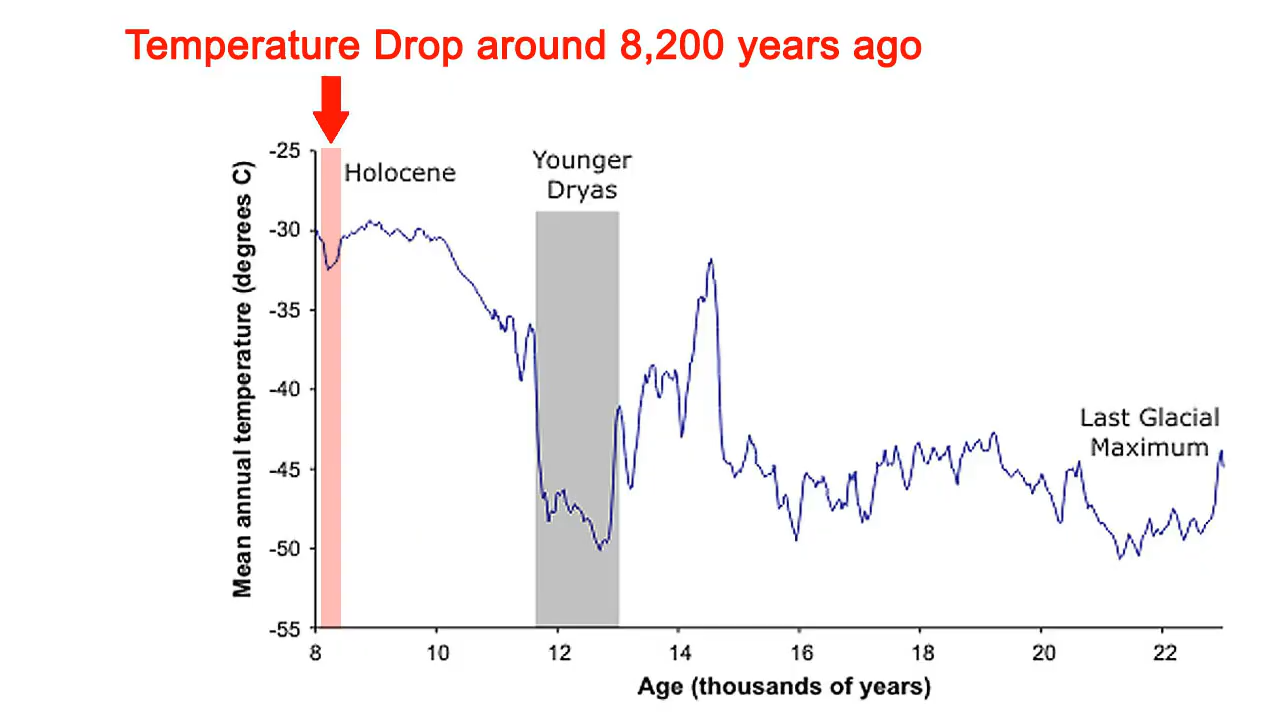 Temperature Drop around 8,200 years ago
Holocene
Younger
Dryas
Last Glacial
Maximum
Mean annual temperature (degrees C)
-25
-30
-35
-40
-45
-50
-55
8 10 12 14 16 18 20 22
Age (thousands of years)